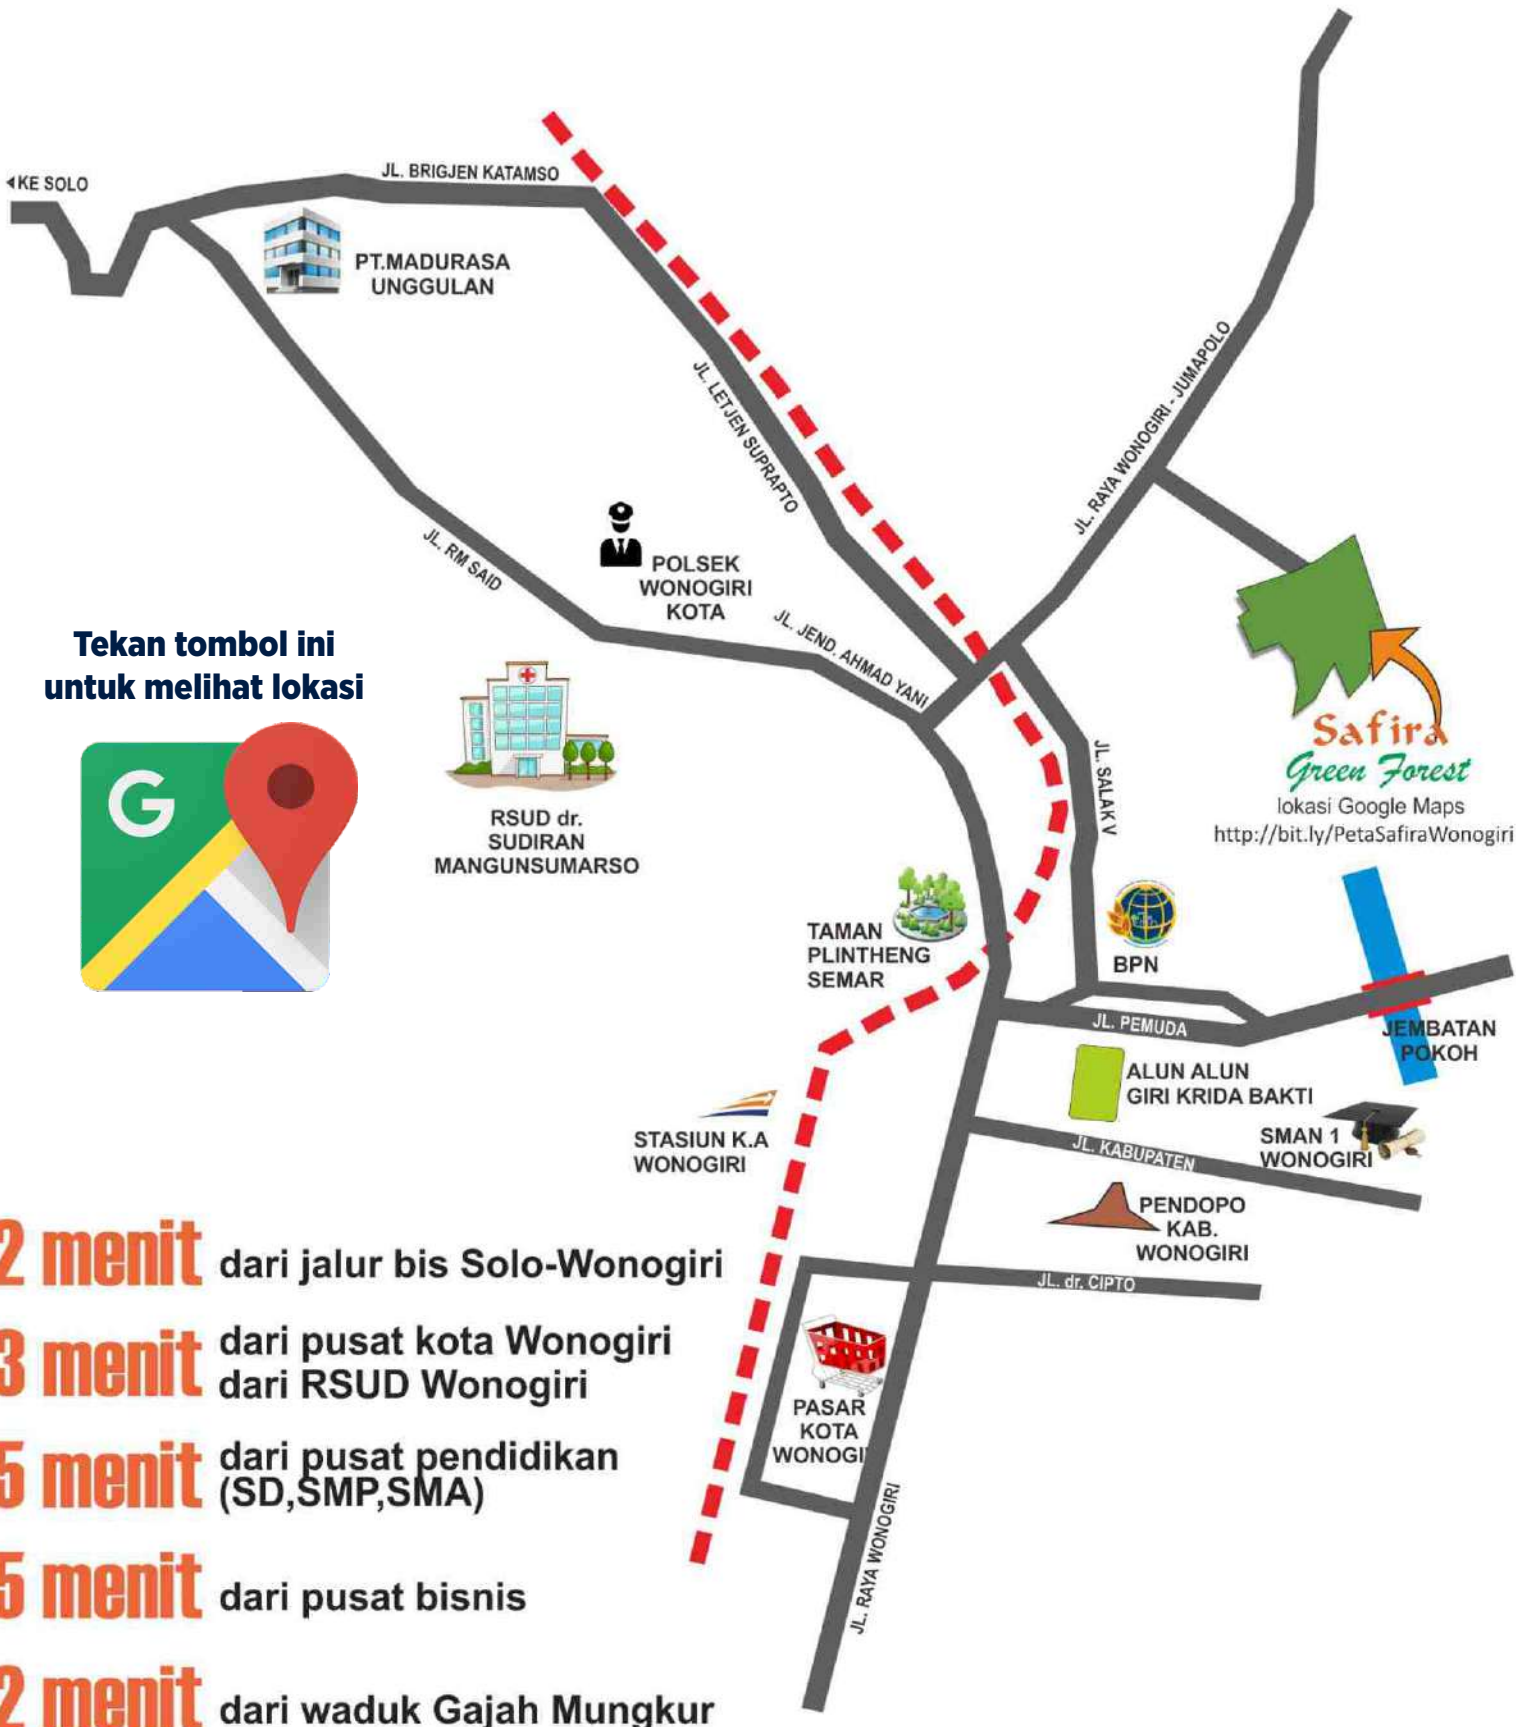 ◄KE SOLO
JL. BRIGJEN KATAMSO
PT.MADURASA
UNGGULAN
JL. LETJEN SUPRAPTO
JL. RAYA WONOGIRI - JUMAPOLO
JL. RM SAID
POLSEK
WONOGIRI
KOTA
JL. JEND. AHMAD YANI
Tekan tombol ini
untuk melihat lokasi
G
RSUD dr.
SUDIRAN
MANGUNSUMARSO
Safira
Green Forest
lokasi Google Maps
http://bit.ly/PetaSafiraWonogiri
JL. SALAK V
TAMAN
PLINTHENG
SEMAR
BPN
JL. PEMUDA
JEMBATAN
POKOH
ALUN ALUN
GIRI KRIDA BAKTI
STASIUN K.A
WONOGIRI
JL. KABUPATEN
SMAN 1
WONOGIRI
PENDOPO
KAB.
WONOGIRI
JL. dr. CIPTO
PASAR
KOTA
WONOGI
JL. RAYA WONOGIRI
2 menit dari jalur bis Solo-Wonogiri
3 menit dari pusat kota Wonogiri
dari RSUD Wonogiri
5 menit dari pusat pendidikan
(SD,SMP,SMA)
5 menit dari pusat bisnis
2 menit dari waduk Gajah Mungkur